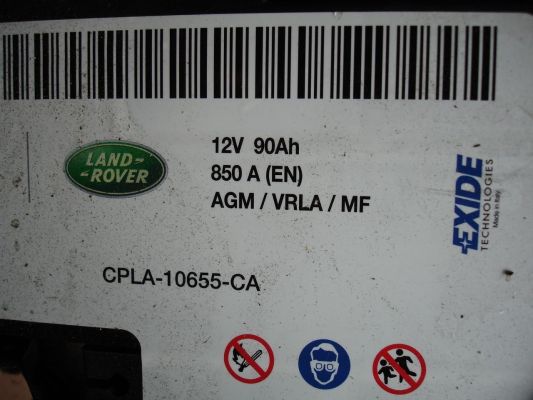 LAND-
-ROVER
12V 90Ah
850 A (EN)
AGM / VRLA / MF
CPLA-10655-CA
EXIDE
TECHNOLOGIES
Made in Italy